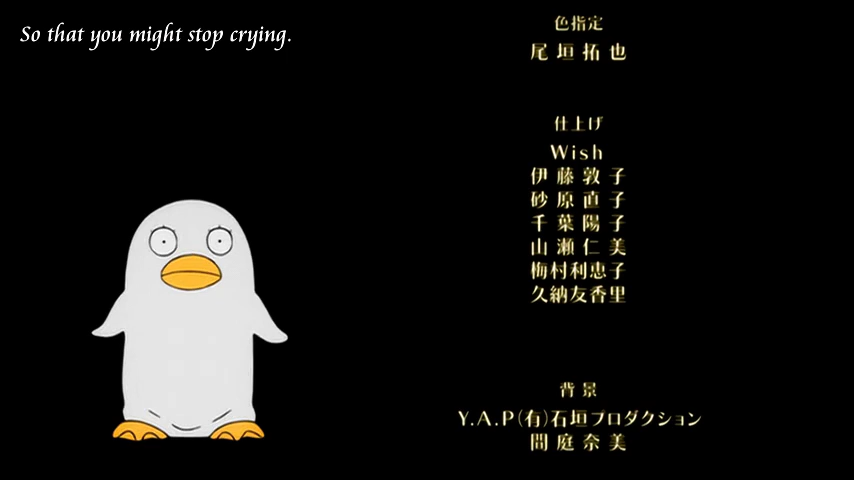 So that you might stop crying.
色指定
尾垣拓也
仕上げ
Wish
伊藤敦子
砂原直子
千葉陽子
山瀬仁美
梅村利恵子
久納友香里
背景
Y.A.P(有)石垣プロダクション
間庭奈美